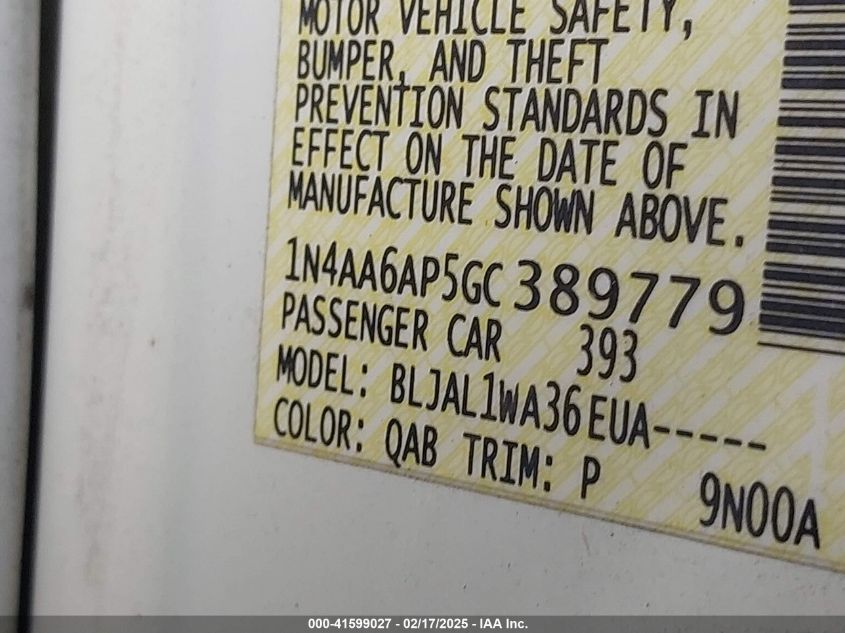 MOTOR VEHICLE SAFETY,
BUMPER, AND THEFT
PREVENTION STANDARDS IN
EFFECT ON THE DATE OF
MANUFACTURE SHOWN ABOVE.
1N4AA6AP5GC389779
PASSENGER CAR 393
MODEL: BLJAL1WA36EUA-----
COLOR: QAB TRIM: P 9N00A
000-41599027 - 02/17/2025 - IAA Inc.